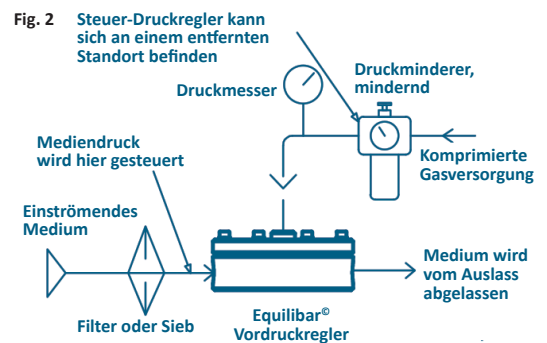 Fig. 2
Steuer-Druckregler kann
sich an einem entfernten
Standort befinden
Druckmesser
Druckminderer,
mindernd
Mediendruck
wird hier gesteuert
Komprimierte
Gasversorgung
Einströmendes
Medium
Medium wird
vom Auslass
abgelassen
Filter oder Sieb
Equilibar©
Vordruckregler